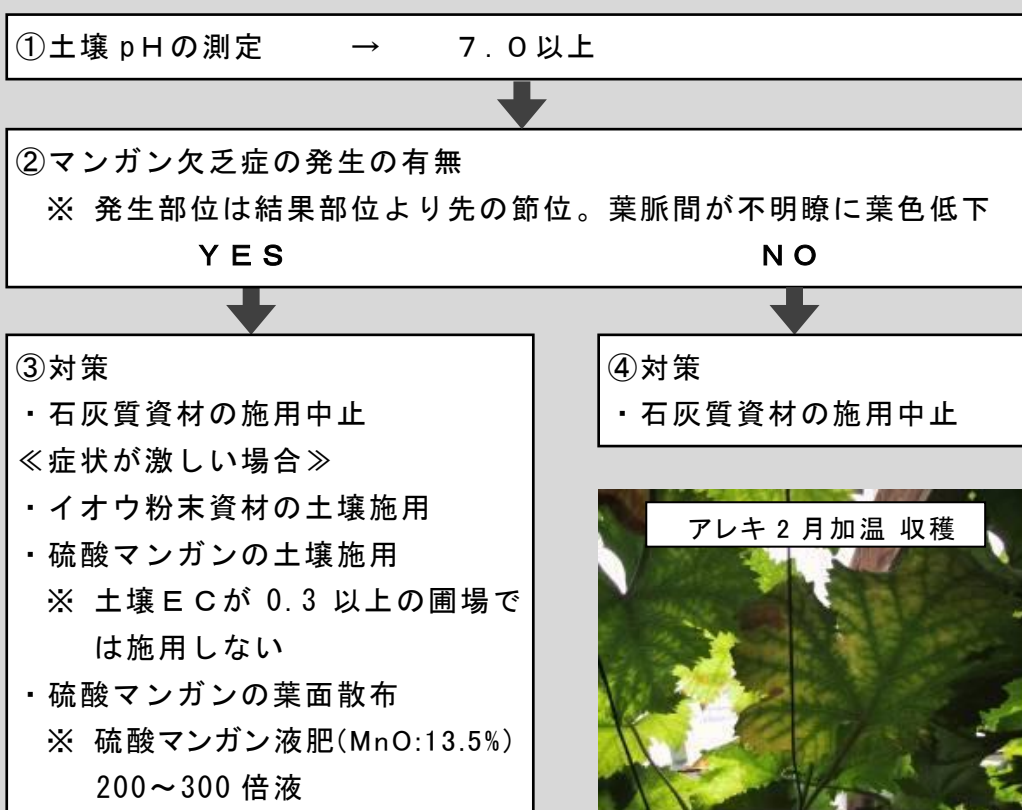 ①土壌pHの測定　→　7.0以上
②マンガン欠乏症の発生の有無
※ 発生部位は結果部位より先の節位。葉脈間が不明瞭に葉色低下
YES　NO
③対策
・石灰質資材の施用中止
≪症状が激しい場合≫
・イオウ粉末資材の土壌施用
・硫酸マンガンの土壌施用
※ 土壌ECが 0.3 以上の圃場で
は施用しない
・硫酸マンガンの葉面散布
※ 硫酸マンガン液肥(MnO:13.5%)
200～300 倍液
④対策
・石灰質資材の施用中止
アレキ 2 月加温 収穫